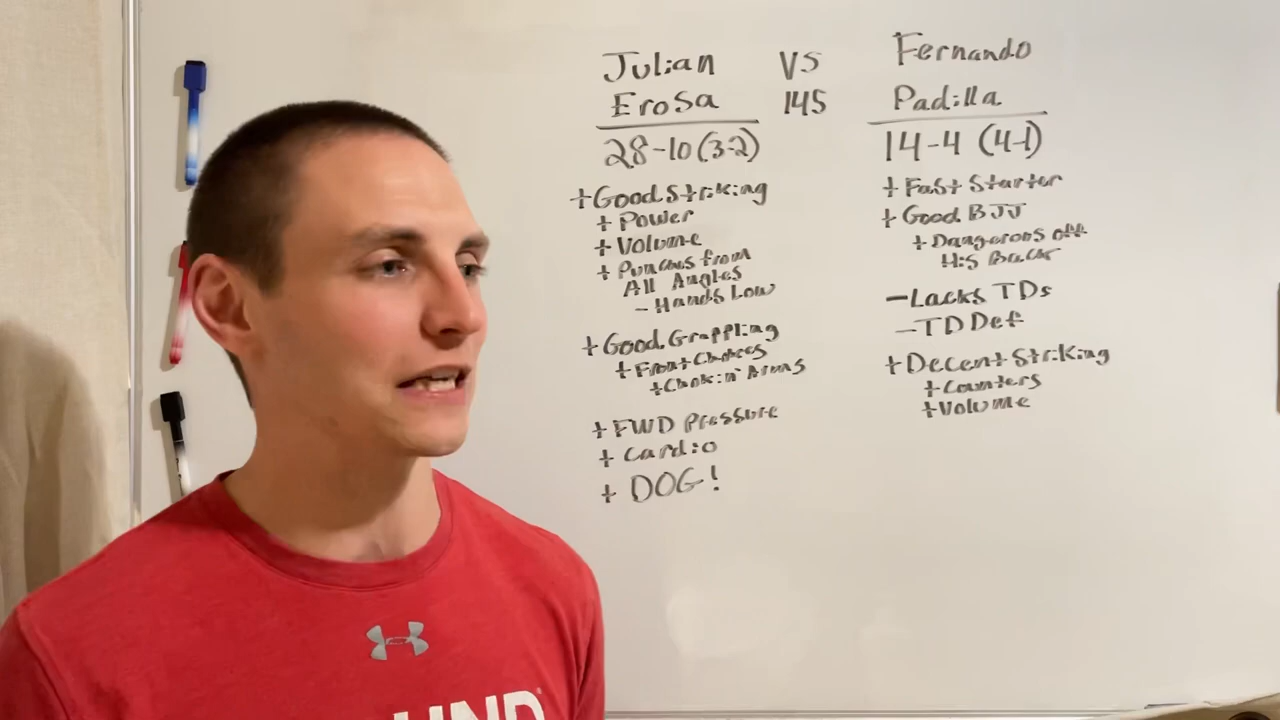 Julian
Erosa
28-10 (3-2)
+ Good Striking
+ Power
+ Volume
+ Punches from
All Angles
- Hands Low
+ Good Grappling
+ Front Chokes
+ Chokin' Arms
+ FWD Pressure
+ Cardio
+ DOG!
VS
145
Fernando
Padilla
14-4 (4-1)
+ Fast Starter
+ Good BJJ
+ Dangerous off
His Back
- Lacks TDs
- TD Def
+ Decent Striking
+ Counters
+ Volume